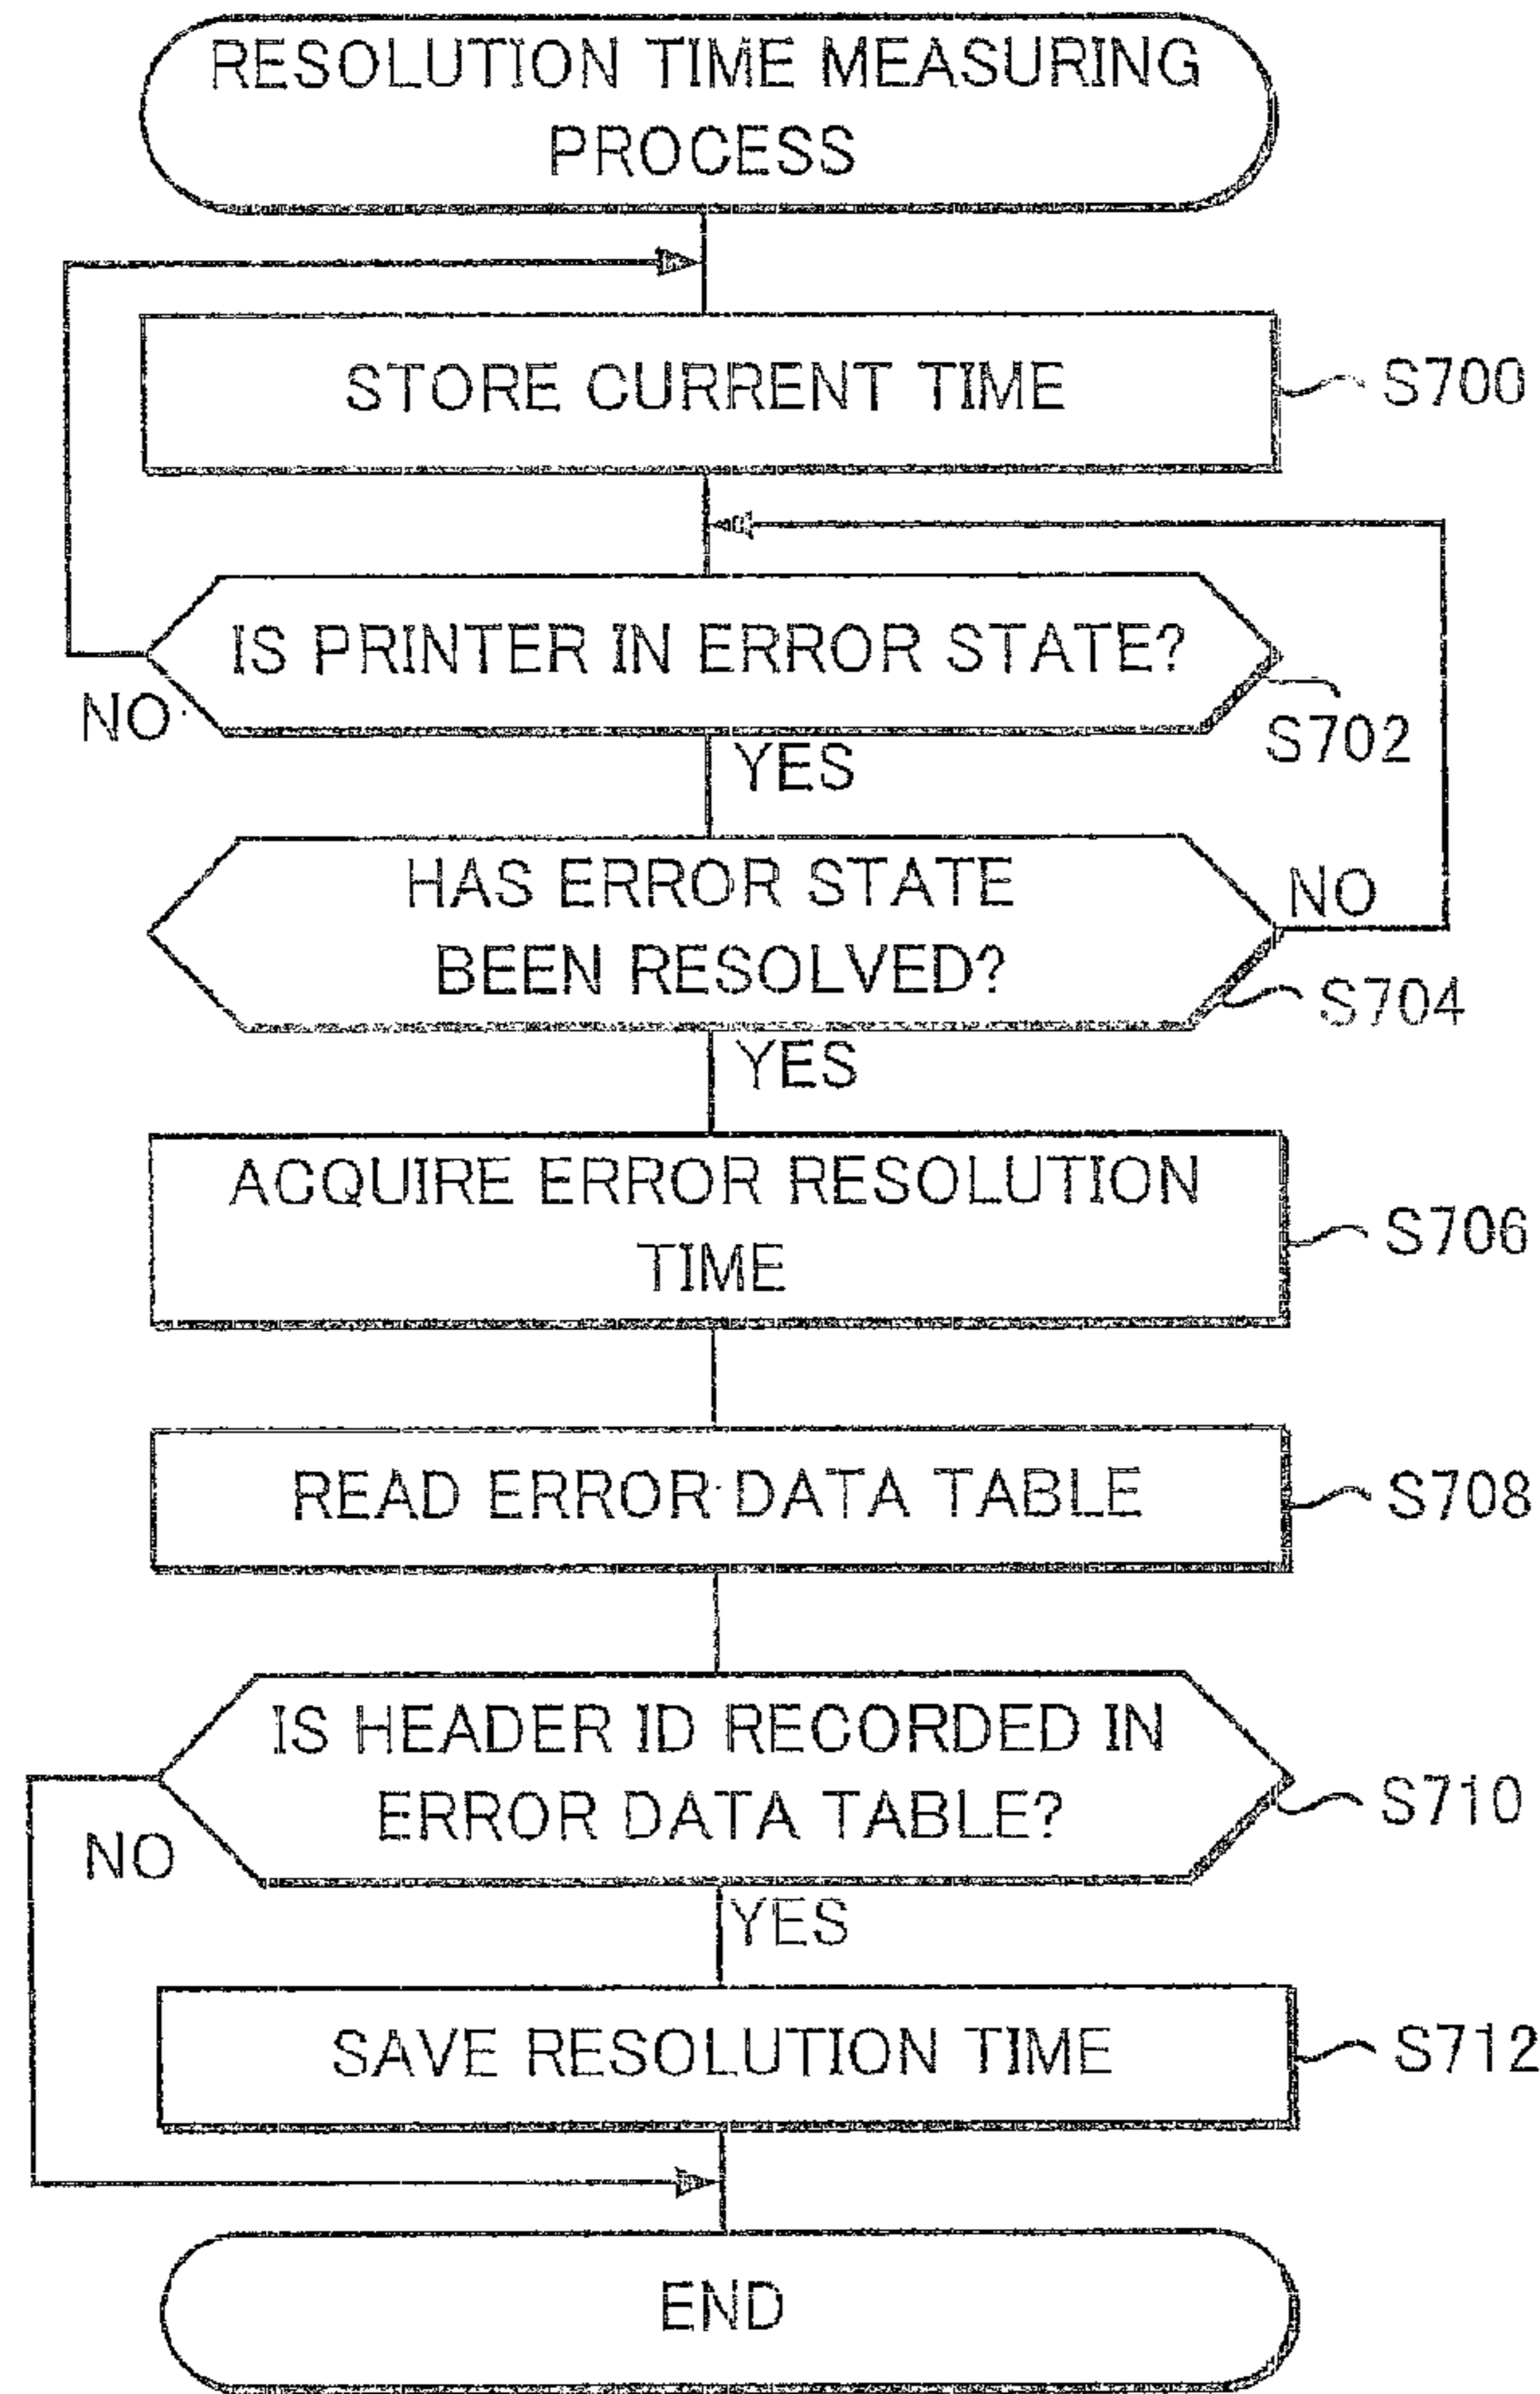 RESOLUTION TIME MEASURING
PROCESS
STORE CURRENT TIME
S700
IS PRINTER IN ERROR STATE?
NO
S702
YES
HAS ERROR STATE
BEEN RESOLVED?
NO
S704
YES
ACQUIRE ERROR RESOLUTION
TIME
S706
READ ERROR DATA TABLE
S708
IS HEADER ID RECORDED IN
ERROR DATA TABLE?
S710
NO
YES
SAVE RESOLUTION TIME
S712
END